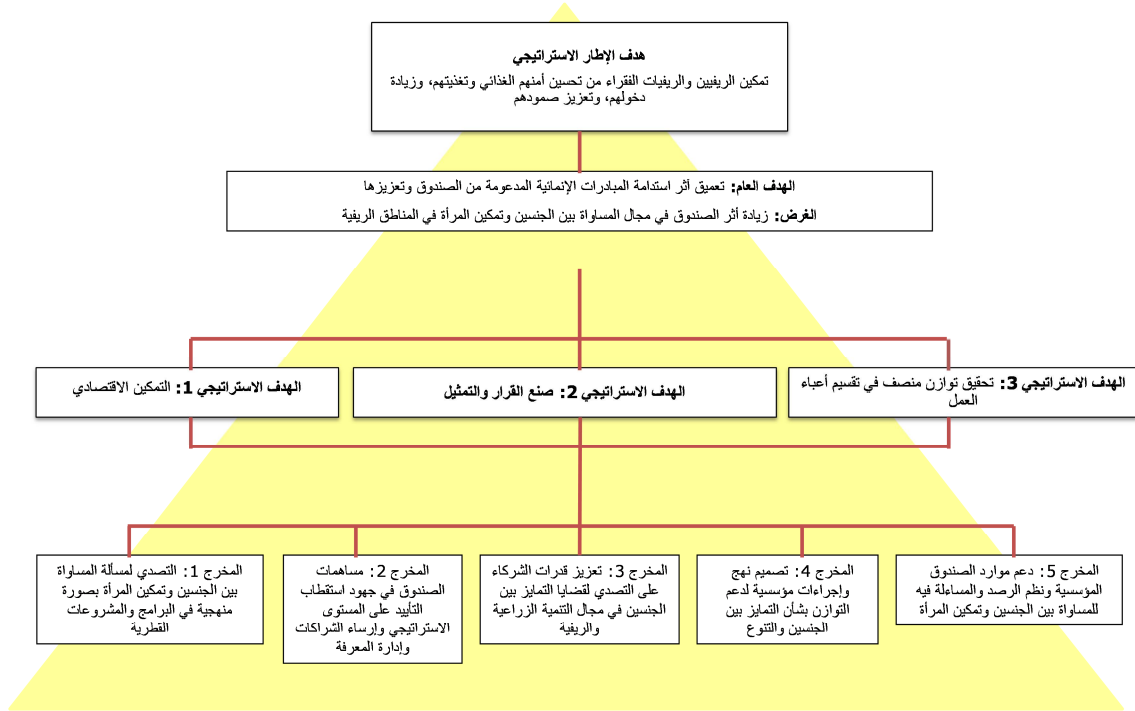 هدف الإطار الاستراتيجي
تمكين الريفيين والريفيات الفقراء من تحسين أمنهم الغذائي وتغذيتهم، وزيادة
دخولهم، وتعزيز صمودهم
الهدف العام: تعميق أثر استدامة المبادرات الإنمائية المدعومة من الصندوق وتعزيزها
الغرض: زيادة أثر الصندوق في مجال المساواة بين الجنسين وتمكين المرأة في المناطق الريفية
الهدف الاستراتيجي 1: التمكين الاقتصادي
الهدف الاستراتيجي 2: صنع القرار والتمثيل
الهدف الاستراتيجي 3: تحقيق توازن منصف في تقسيم أعباء
العمل
المخرج 1: التصدي لمسألة المساواة
بين الجنسين وتمكين المرأة بصورة
منهجية في البرامج والمشروعات
القطرية
المخرج 2: مساهمات
الصندوق في جهود استقطاب
التأييد على المستوى
الاستراتيجي وإرساء الشراكات
وإدارة المعرفة
المخرج 3: تعزيز قدرات الشركاء
على التصدي لقضايا التمايز بين
الجنسين في مجال التنمية الزراعية
والريفية
المخرج 4: تصميم نهج
وإجراءات مؤسسية لدعم
التوازن بشأن التمايز بين
الجنسين والتنوع
المخرج 5: دعم موارد الصندوق
المؤسسية ونظم الرصد والمساءلة فيه
للمساواة بين الجنسين وتمكين المرأة